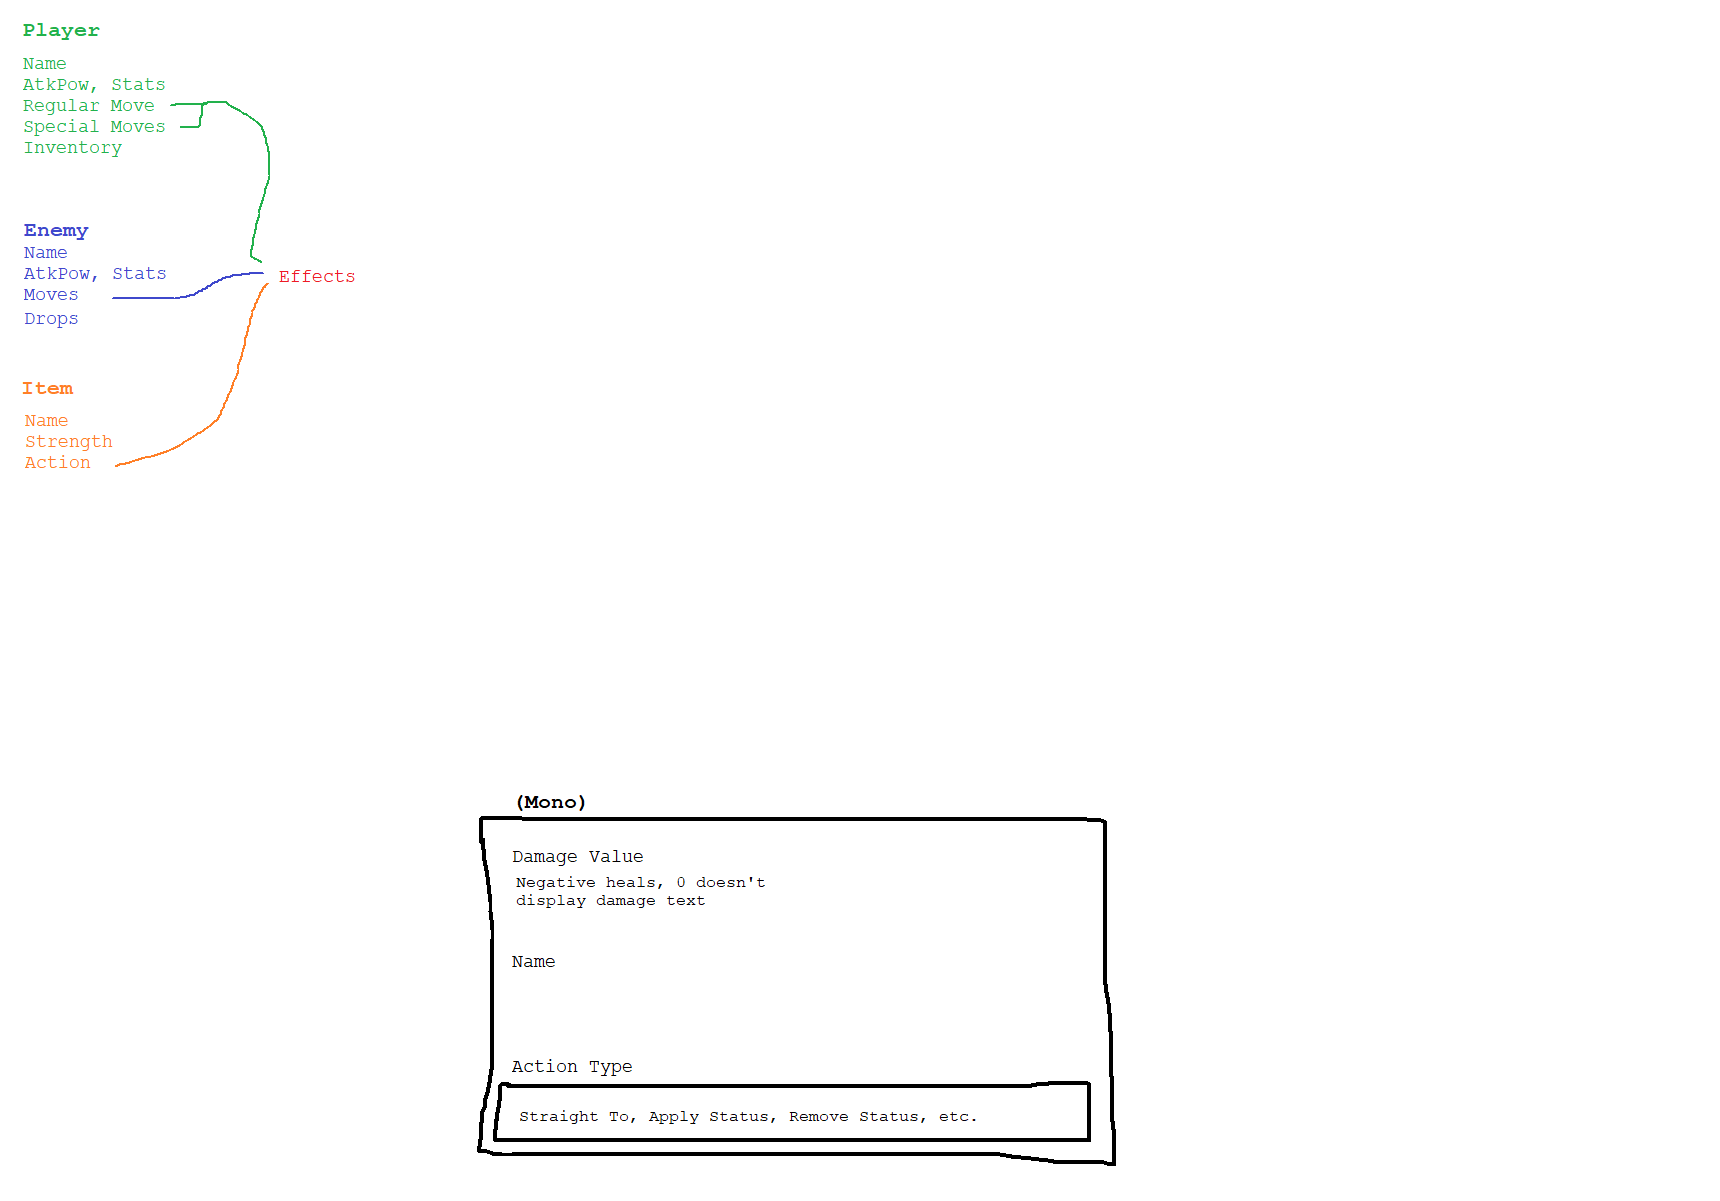 Player
Name
AtkPow, Stats
Regular Move
Special Moves
Inventory
Enemy
Name
AtkPow, Stats
Moves
Drops
Effects
Item
Name
Strength
Action
(Mono)
Damage Value
Negative heals, 0 doesn't
display damage text
Name
Action Type
Straight To, Apply Status, Remove Status, etc.